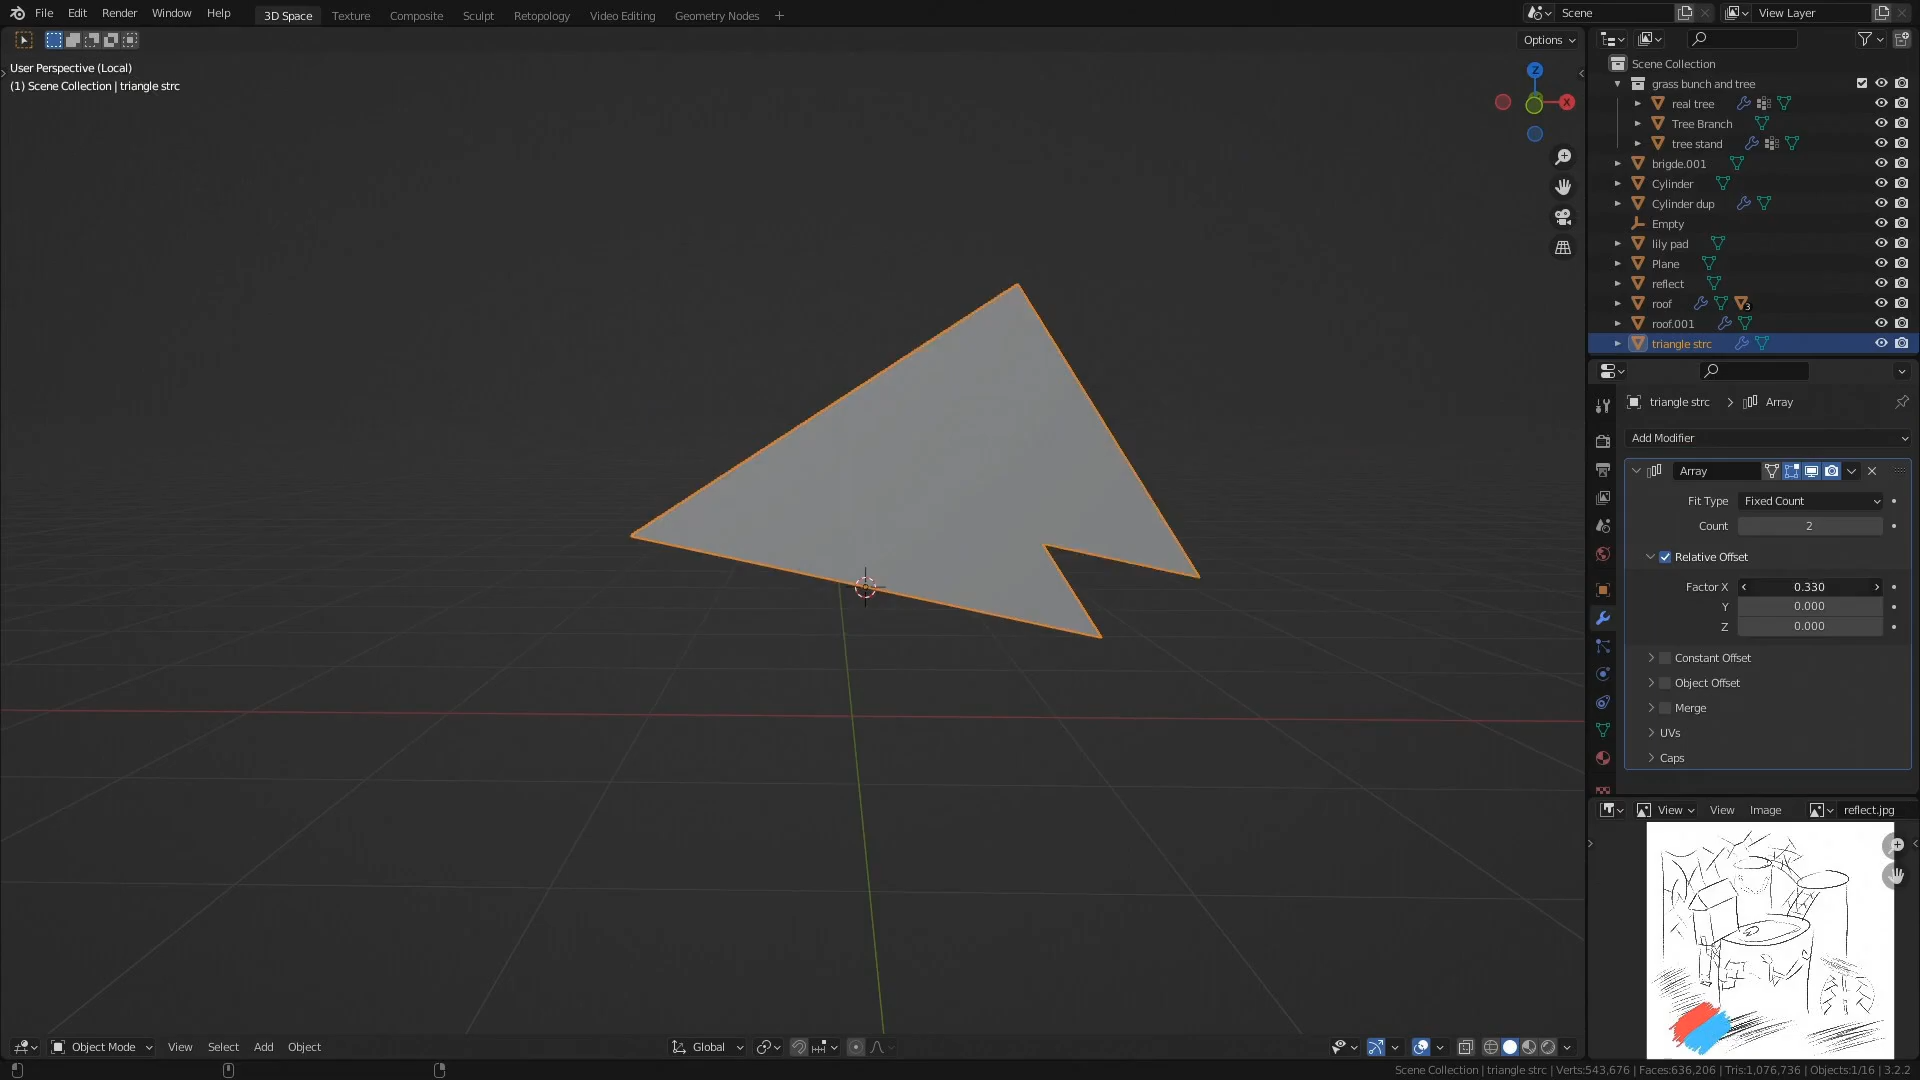 File Edit Render Window Help
3D Space Texture Composite Sculpt Retopology Video Editing Geometry Nodes +
Scene
View Layer
Options
User Perspective (Local)
(1) Scene Collection | triangle strc
Z
X
Scene Collection
grass bunch and tree
real tree
Tree Branch
tree stand
brigde.001
Cylinder
Cylinder dup
Empty
lily pad
Plane
reflect
roof
3
roof.001
triangle strc
triangle strc > Array
Add Modifier
Array
Fit Type Fixed Count
Count 2
Relative Offset
Factor X 0.330
Y 0.000
Z 0.000
Constant Offset
Object Offset
Merge
UVs
Caps
View View Image reflect.jpg
Object Mode View Select Add Object
Global
Scene Collection | triangle strc | Verts:543,676 | Faces:636,206 | Tris:1,076,736 | Objects:1/16 | 3.2.2